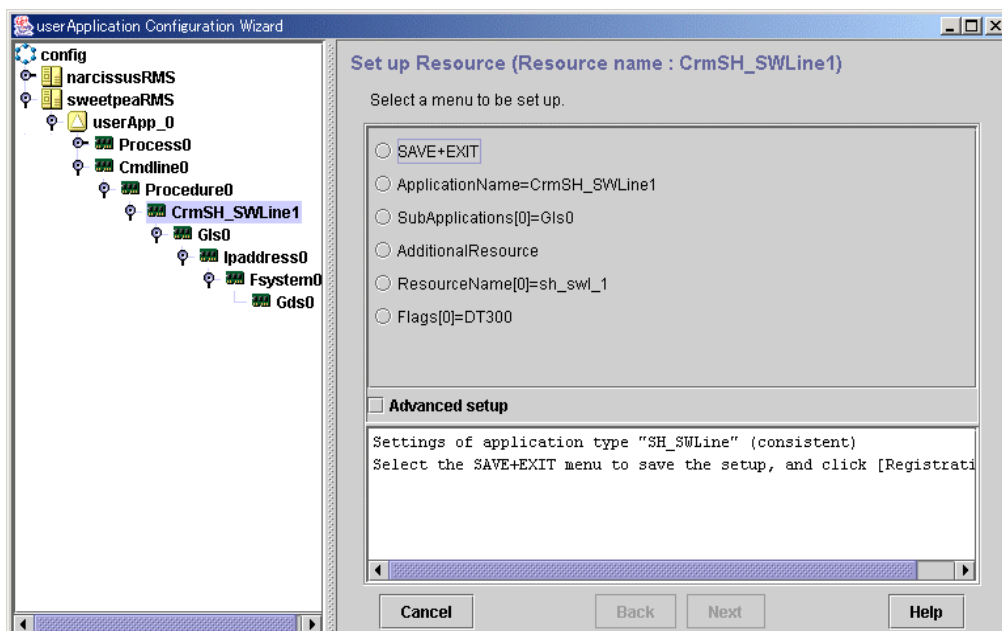 userApplication Configuration Wizard
config
narcissusRMS
sweetpeaRMS
userApp_0
Process0
Cmdline0
Procedure0
CrmSH_SWLine1
Gls0
Ipaddress0
Fsystem0
Gds0
Set up Resource (Resource name : CrmSH_SWLine1)
Select a menu to be set up.
SAVE+EXIT
ApplicationName=CrmSH_SWLine1
SubApplications[0]=Gls0
AdditionalResource
ResourceName[0]=sh_swl_1
Flags[0]=DT300
Advanced setup
Settings of application type "SH_SWLine" (consistent)
Select the SAVE+EXIT menu to save the setup, and click [Registrati
Cancel
Back
Next
Help